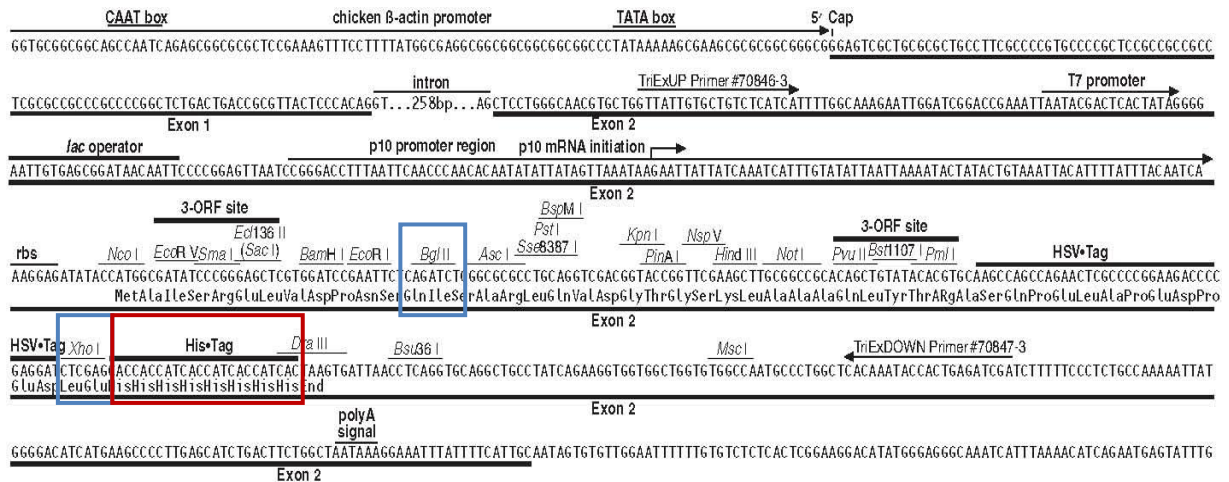 CAAT box chicken ß-actin promoter TATA box 5' Cap
GGTGCGGCGGCAGCCAATCAGAGCGGCGCGCTCCGAAAGTTTCCTTTTATGGCGAGGCGGCGGCGGCGGCGGCCCTATAAAAAGCGAAGCGCGCGGCGGGCGGGAGTCGCTGCGCGCTGCCTTCGCCCCGTGCCCCGCTCCGCCGCCGCC
TCGCGCCGCCCGCCCCGGCTCTGACTGACCGCGTTACTCCCACAGGT...258bp...AGCTCCTGGGCAACGTGCTGGTTATTGTGCTGTCTCATCATTTTGGCAAAGAATTGGATCGGACCGAAATTAATACGACTCACTATAGGGG
intron TriExUP Primer #70846-3 T7 promoter
Exon 1 Exon 2
lac operator p10 promoter region p10 mRNA initiation
AATTGTGAGCGGATAACAATTCCCCGGAGTTAATCCGGGACCTTTAATTCAACCCAACACAATATATTATAGTTAAATAAGAATTATTATCAAATCATTTGTATATTAATTAAAATACTATACTGTAAATTACATTTTATTTACAATCA
Exon 2
3-ORF site 3-ORF site
Ecl136 II BspM I
(Sac I) Pst I
rbs Nco I EcoR V Sma I BamH I EcoR I Bgl II Asc I Sse8387 I Kpn I PinA I NspV Hind III Not I Pvu II Bst1107 I Pml I HSV•Tag
AAGGAGATATACCATGGCGATATCCCGGGAGCTCGTGGATCCGAATTCTCAGATCTGGGCGCGCCTGCAGGTCGACGGTACCGGTTCGAAGCTTGCGGCCGCACAGCTGTATACACGTGCAAGCCAGCCAGAACTCGCCCCGGAAGACCCC
MetAlaIleSerArgGluLeuValAspProAsnSerGlnIleSerAlaArgLeuGlnValAspGlyThrGlySerLysLeuAlaAlaAlaGlnLeuTyrThrARgAlaSerGlnProGluLeuAlaProGluAspPro
Exon 2
HSV•Tag Xho I His•Tag Dra III Bsu36 I Msc I TriExDOWN Primer #70847-3
GAGGATCTCGAGCACCACCATCACCATCACCATCACTAAGTGATTAACCTCAGGTGCAGGCTGCCTATCAGAAGGTGGTGGCTGGTGTGGCCAATGCCCTGGCTCACAAATACCACTGAGATCGATCTTTTTCCCTCTGCCAAAAATTAT
GluAspLeuGluHisHisHisHisHisHisHisHisEnd
Exon 2
polyA
signal
GGGGACATCATGAAGCCCCTTGAGCATCTGACTTCTGGCTAATAAAGGAAATTTATTTTCATTGCAATAGTGTGTTGGAATTTTTTGTGTCTCTCACTCGGAAGGACATATGGGAGGGCAAATCATTTAAAACATCAGAATGAGTATTTG
Exon 2